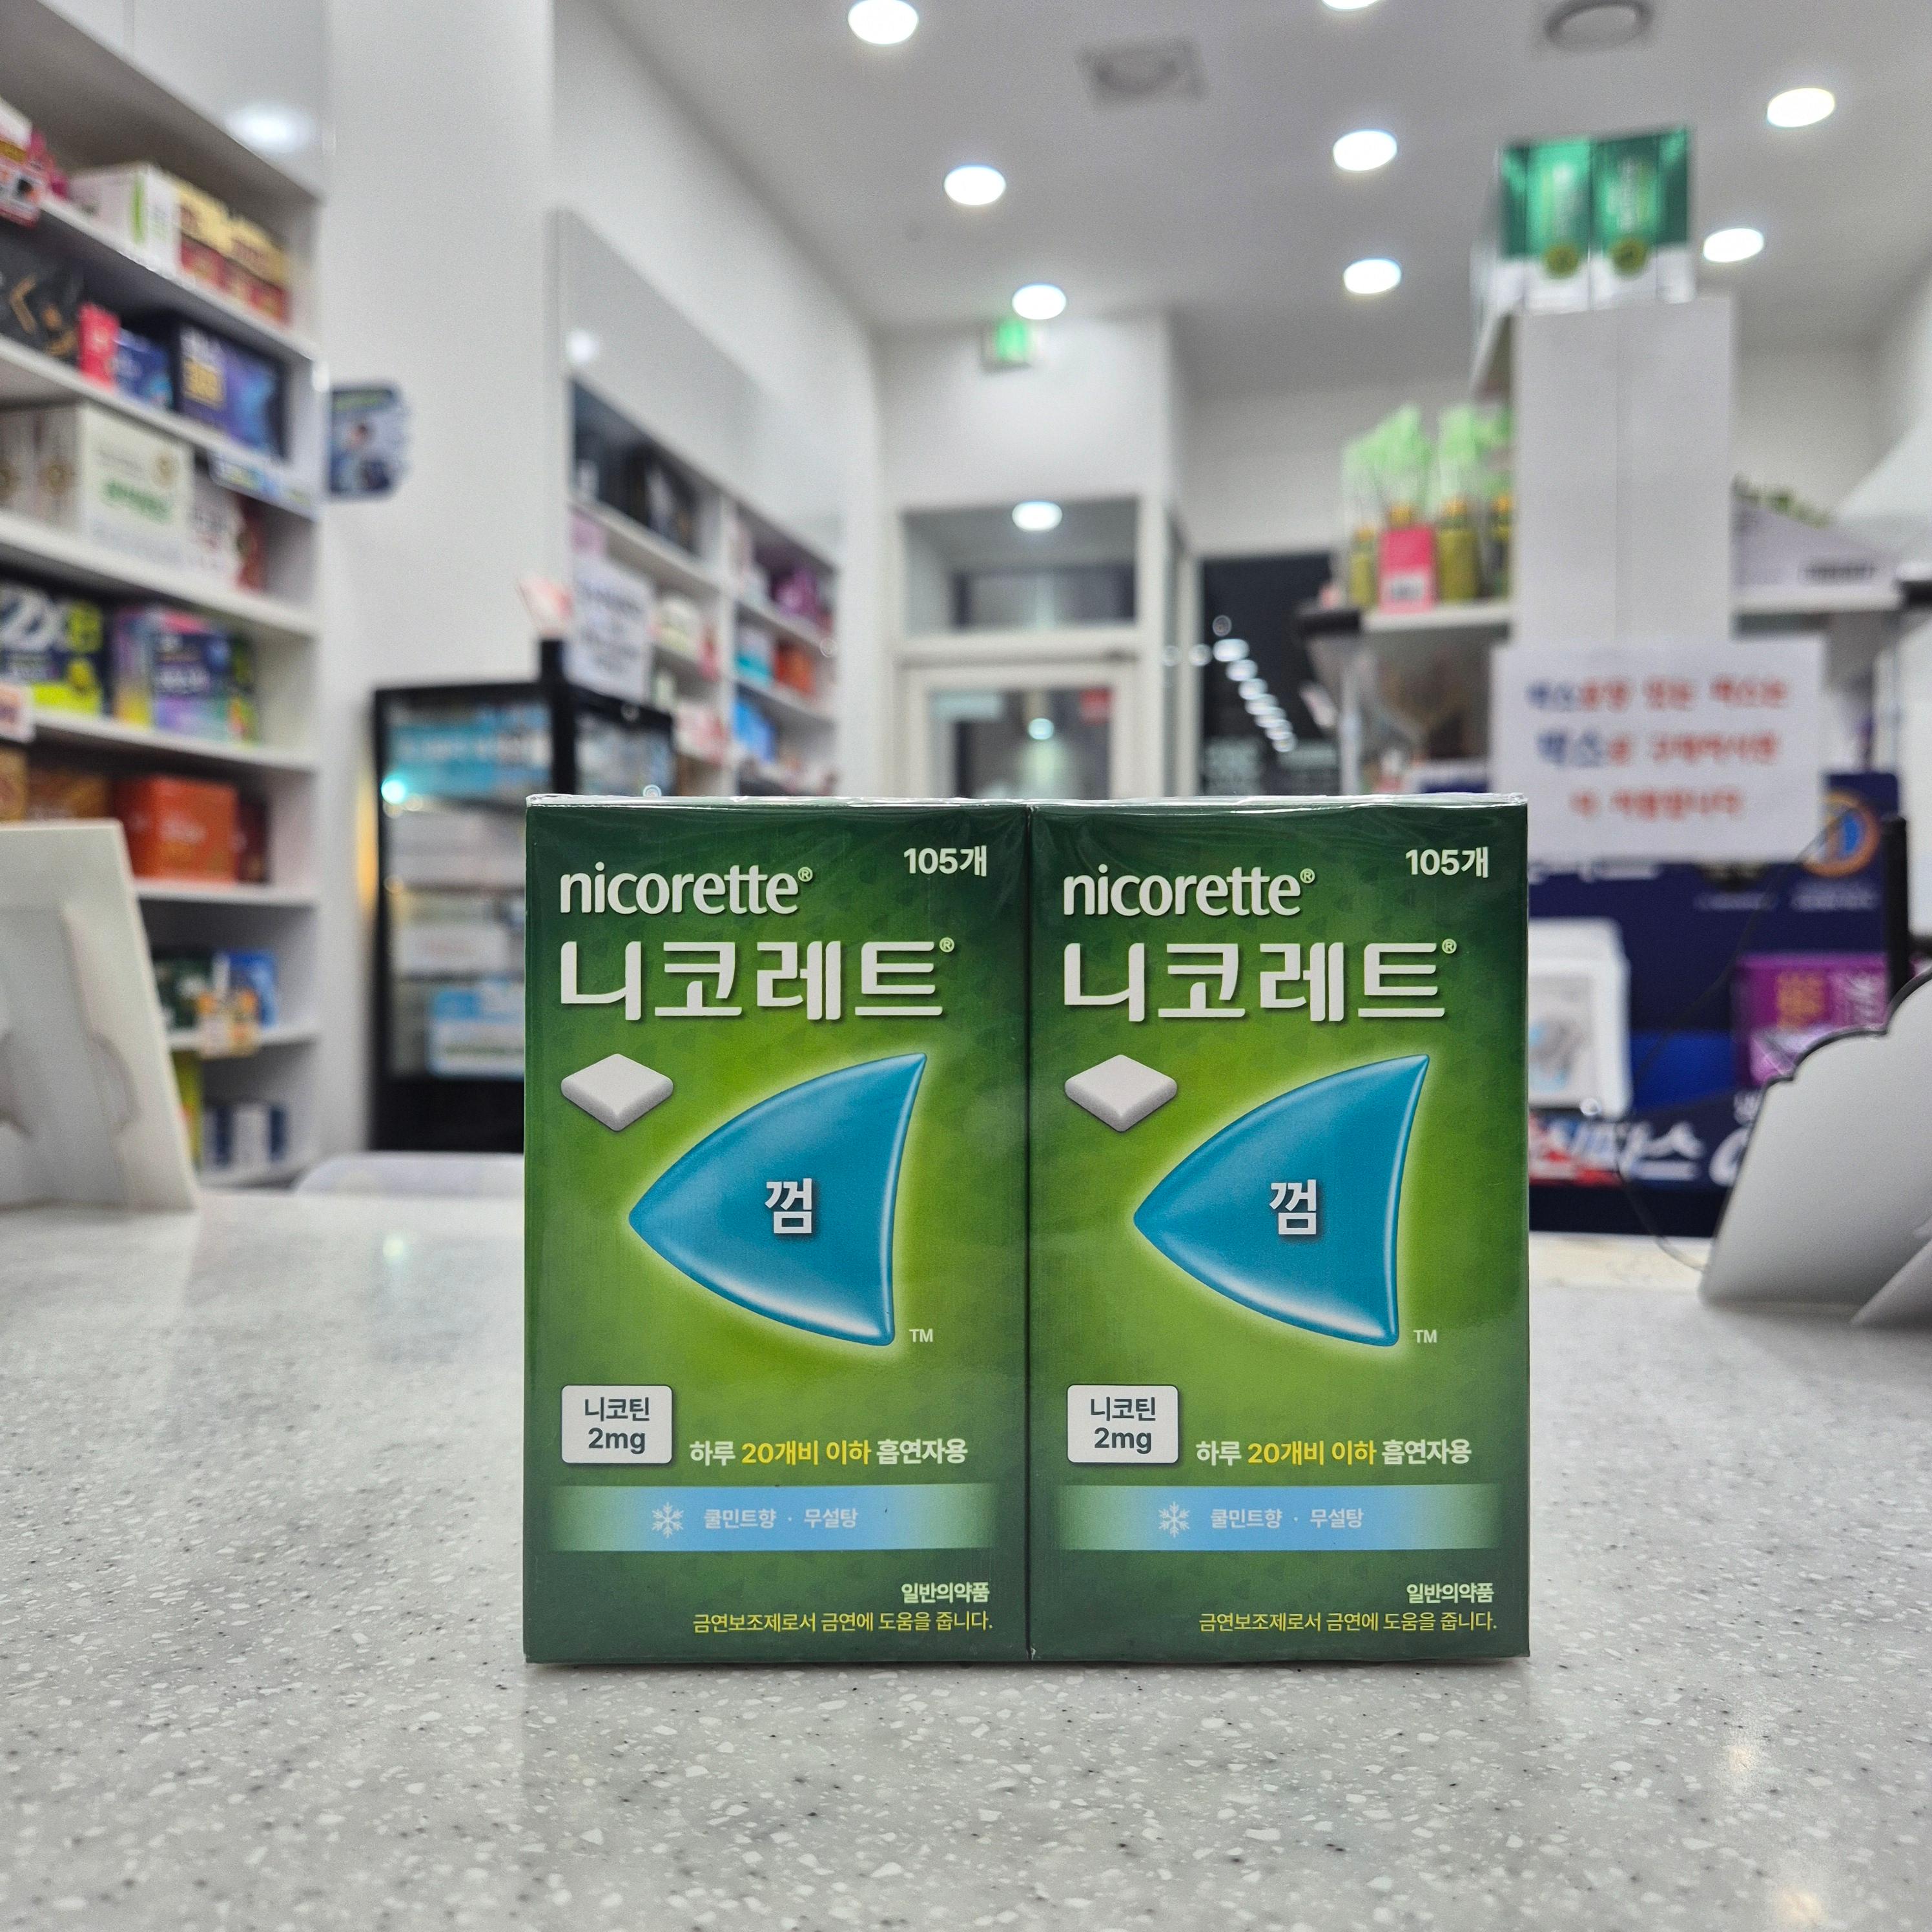 105개
nicorette®
니코레트®
껌
TM
니코틴
2mg
하루 20개비 이하 흡연자용
쿨민트향 · 무설탕
일반의약품
금연보조제로서 금연에 도움을 줍니다.
105개
nicorette®
니코레트®
껌
TM
니코틴
2mg
하루 20개비 이하 흡연자용
쿨민트향 · 무설탕
일반의약품
금연보조제로서 금연에 도움을 줍니다.